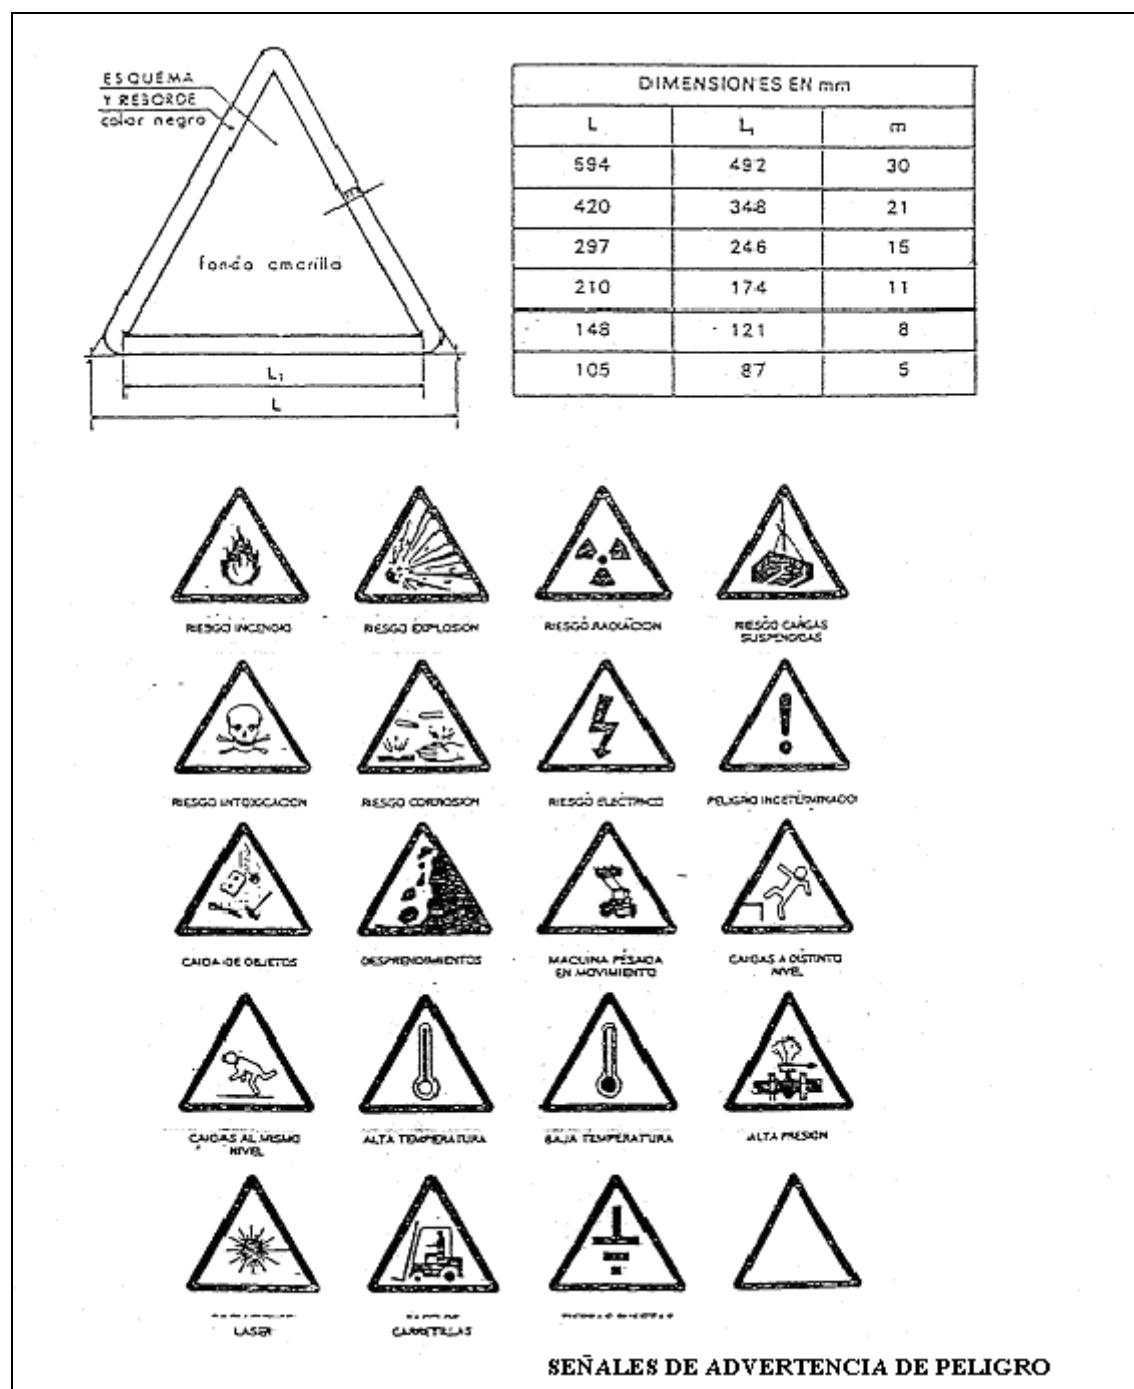 ESQUEMA
Y REBORDE
color negro
fondo amarillo
m
L₁
L
DIMENSIONES EN mm
L L₁ m
594 492 30
420 348 21
297 246 15
210 174 11
148 121 8
105 87 5
RIESGO INCENDIO RIESGO EXPLOSION RIESGO RADIACION RIESGO CARGAS
SUSPENDIDAS
RIESGO INTOXICACION RIESGO CORROSION RIESGO ELECTRICO PELIGRO INDETERMINADO
CAIDA DE OBJETOS DESPRENDIMIENTOS MAQUINA PESADA CAIDAS A DISTINTO
EN MOVIMIENTO NIVEL
CAIDAS AL MISMO ALTA TEMPERATURA BAJA TEMPERATURA ALTA PRESION
NIVEL
LASER CARRETILLAS
SEÑALES DE ADVERTENCIA DE PELIGRO